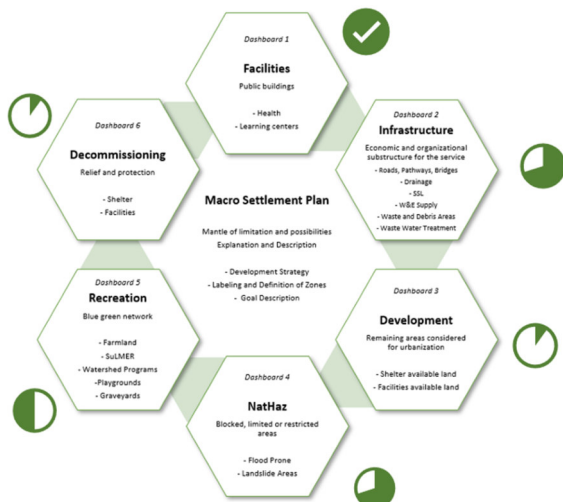 Dashboard 1
Facilities
Public buildings
- Health
- Learning centers
Dashboard 2
Infrastructure
Economic and organizational
substructure for the service
- Roads, Pathways, Bridges
- Drainage
- SSL
- W&E Supply
- Waste and Debris Areas
- Waste Water Treatment
Dashboard 6
Decommissioning
Relief and protection
- Shelter
- Facilities
Macro Settlement Plan
Mantle of limitation and possibilities
Explanation and Description
- Development Strategy
- Labeling and Definition of Zones
- Goal Description
Dashboard 3
Development
Remaining areas considered
for urbanization
- Shelter available land
- Facilities available land
Dashboard 5
Recreation
Blue green network
- Farmland
- SuLMER
- Watershed Programs
-Playgrounds
- Graveyards
Dashboard 4
NatHaz
Blocked, limited or restricted
areas
- Flood Prone
- Landslide Areas